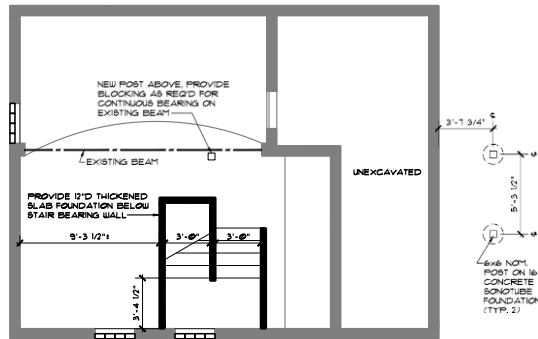 NEW POST ABOVE, PROVIDE
BLOCKING AS REQ'D FOR
CONTINUOUS BEARING ON
EXISTING BEAM
3'-7 3/4"
EXISTING BEAM
UNEXCAVATED
5'-3 1/2"
PROVIDE 12"D THICKENED
SLAB FOUNDATION BELOW
STAIR BEARING WALL
9'-3 1/2"±
3'-0"
3'-0"
3'-4 1/2"
6x6 NOM.
POST ON 16
CONCRETE
SONOTUBE
FOUNDATION
(TYP. 2)